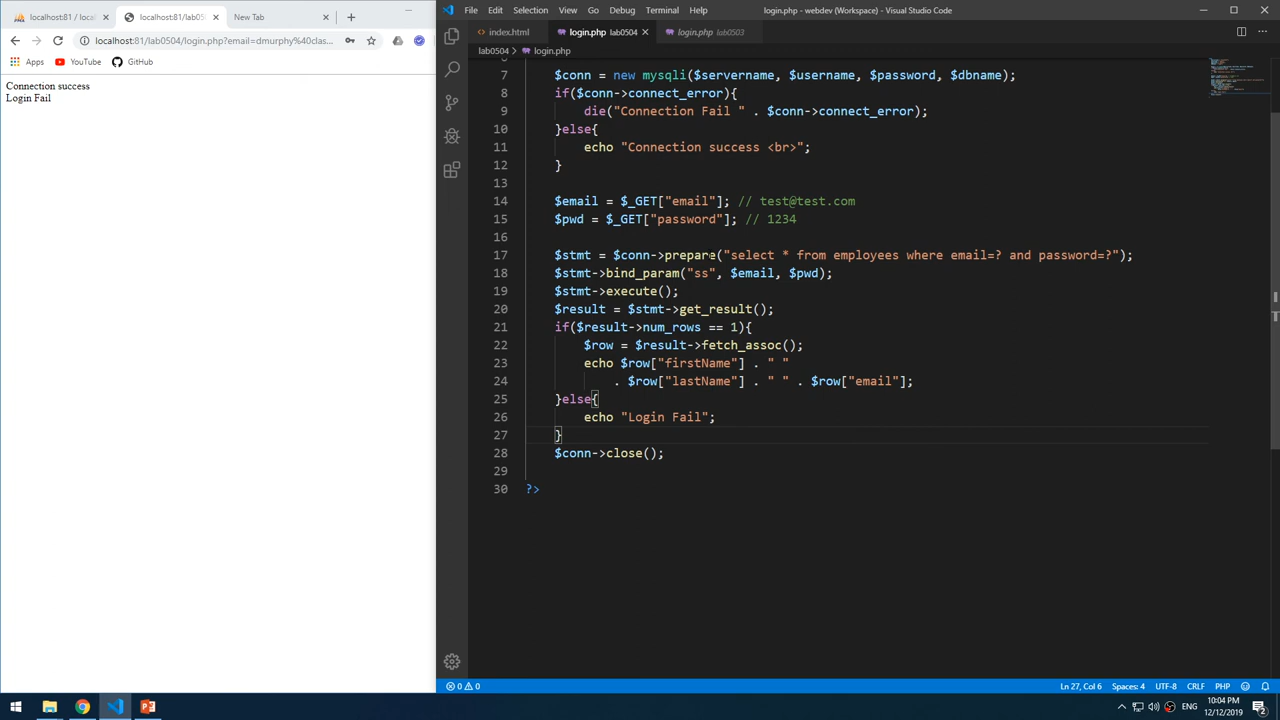 localhost:81 / local
localhost:81/lab05
New Tab
localhost:81/lab0504/login.php?email=dmurphy%40clas...
Apps
YouTube
GitHub
Connection success
Login Fail
File
Edit
Selection
View
Go
Debug
Terminal
Help
login.php - webdev (Workspace) - Visual Studio Code
index.html
login.php lab0504
login.php lab0503
lab0504 > login.php
7 $conn = new mysqli($servername, $username, $password, $dbname);
8 if($conn->connect_error){
9 die("Connection Fail " . $conn->connect_error);
10 }else{
11 echo "Connection success <br>";
12 }
13
14 $email = $_GET["email"]; // test@test.com
15 $pwd = $_GET["password"]; // 1234
16
17 $stmt = $conn->prepare("select * from employees where email=? and password=?");
18 $stmt->bind_param("ss", $email, $pwd);
19 $stmt->execute();
20 $result = $stmt->get_result();
21 if($result->num_rows == 1){
22 $row = $result->fetch_assoc();
23 echo $row["firstName"] . " "
24 . $row["lastName"] . " " . $row["email"];
25 }else{
26 echo "Login Fail";
27 }
28 $conn->close();
29
30 ?>
0 0
Ln 27, Col 6
Spaces: 4
UTF-8
CRLF
PHP
ENG
10:04 PM
12/12/2019
2